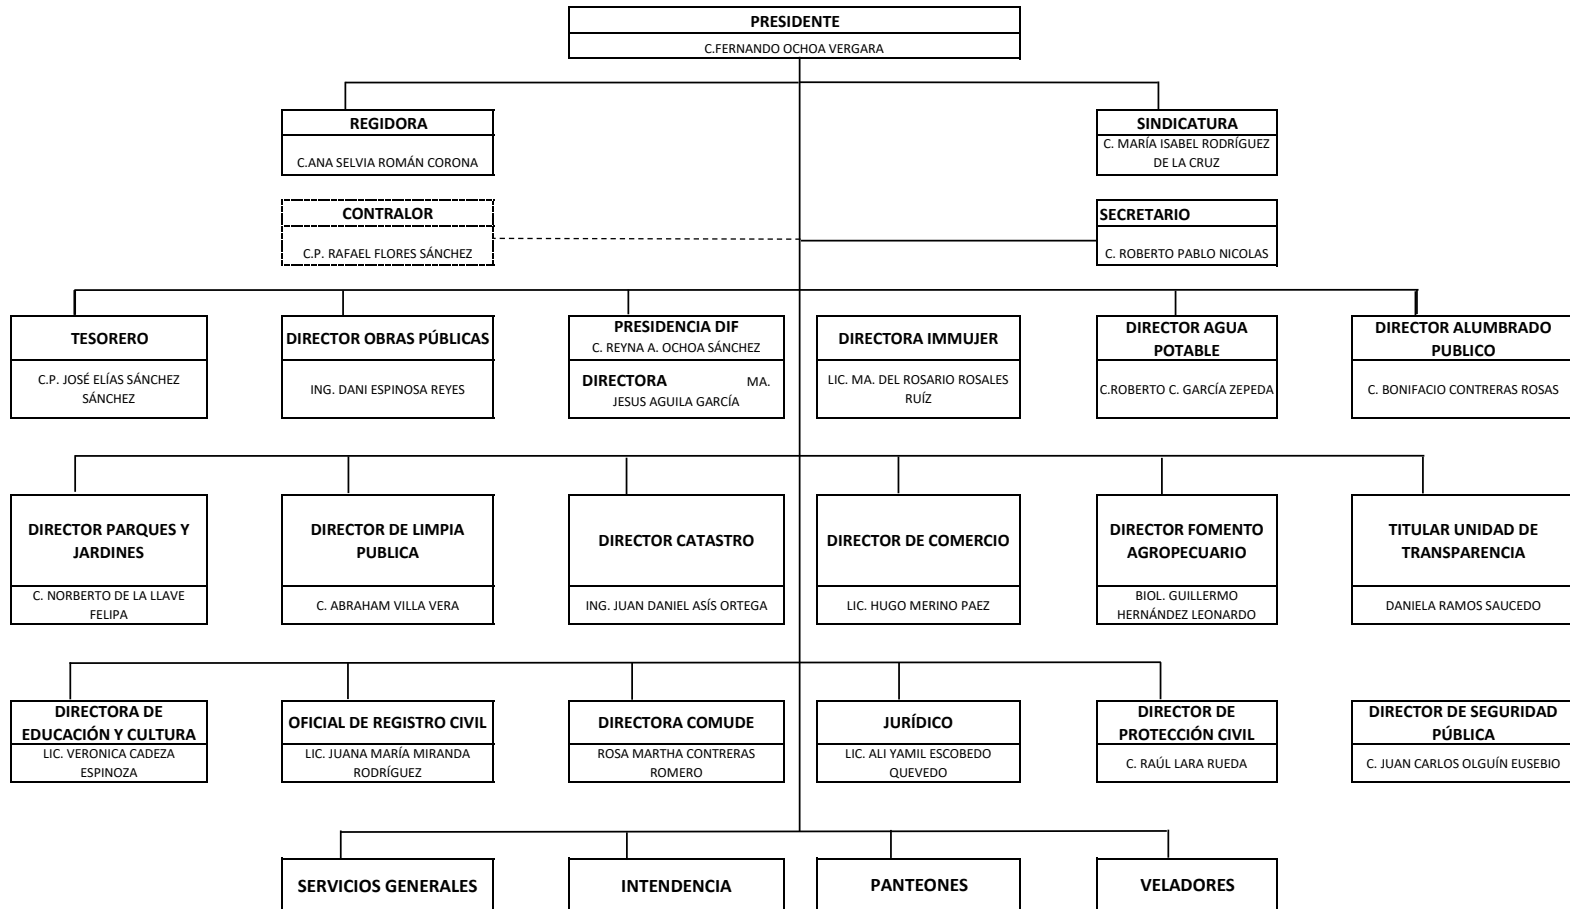 PRESIDENTE
C.FERNANDO OCHOA VERGARA
REGIDORA
C.ANA SELVIA ROMÁN CORONA
SINDICATURA
C. MARÍA ISABEL RODRÍGUEZ
DE LA CRUZ
CONTRALOR
C.P. RAFAEL FLORES SÁNCHEZ
SECRETARIO
C. ROBERTO PABLO NICOLAS
TESORERO
C.P. JOSÉ ELÍAS SÁNCHEZ
SÁNCHEZ
DIRECTOR OBRAS PÚBLICAS
ING. DANI ESPINOSA REYES
PRESIDENCIA DIF
C. REYNA A. OCHOA SÁNCHEZ
DIRECTORA MA.
JESUS AGUILA GARCÍA
DIRECTORA IMMUJER
LIC. MA. DEL ROSARIO ROSALES
RUÍZ
DIRECTOR AGUA
POTABLE
C.ROBERTO C. GARCÍA ZEPEDA
DIRECTOR ALUMBRADO
PUBLICO
C. BONIFACIO CONTRERAS ROSAS
DIRECTOR PARQUES Y
JARDINES
C. NORBERTO DE LA LLAVE
FELIPA
DIRECTOR DE LIMPIA
PUBLICA
C. ABRAHAM VILLA VERA
DIRECTOR CATASTRO
ING. JUAN DANIEL ASÍS ORTEGA
DIRECTOR DE COMERCIO
LIC. HUGO MERINO PAEZ
DIRECTOR FOMENTO
AGROPECUARIO
BIOL. GUILLERMO
HERNÁNDEZ LEONARDO
TITULAR UNIDAD DE
TRANSPARENCIA
DANIELA RAMOS SAUCEDO
DIRECTORA DE
EDUCACIÓN Y CULTURA
LIC. VERONICA CADEZA
ESPINOZA
OFICIAL DE REGISTRO CIVIL
LIC. JUANA MARÍA MIRANDA
RODRÍGUEZ
DIRECTORA COMUDE
ROSA MARTHA CONTRERAS
ROMERO
JURÍDICO
LIC. ALI YAMIL ESCOBEDO
QUEVEDO
DIRECTOR DE
PROTECCIÓN CIVIL
C. RAÚL LARA RUEDA
DIRECTOR DE SEGURIDAD
PÚBLICA
C. JUAN CARLOS OLGUÍN EUSEBIO
SERVICIOS GENERALES
INTENDENCIA
PANTEONES
VELADORES